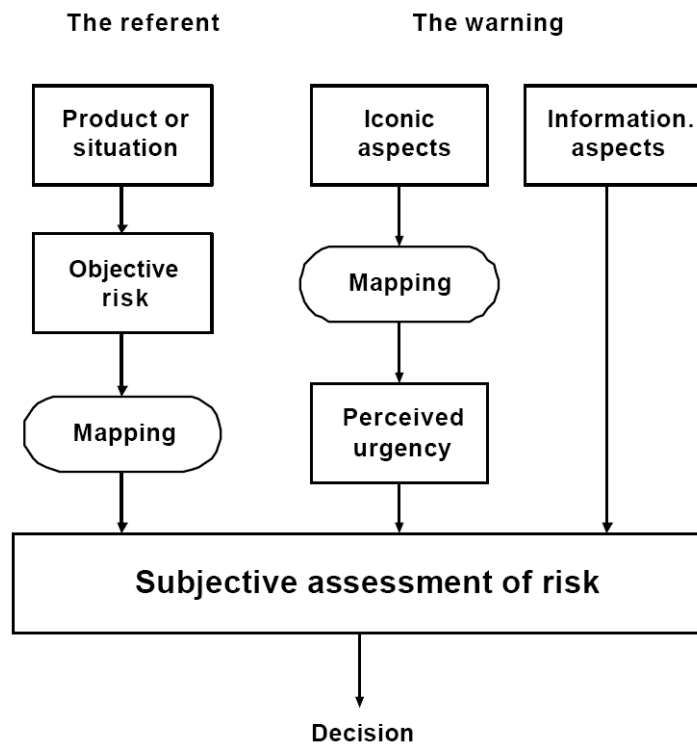 The referent
The warning
Product or
situation
Iconic
aspects
Information.
aspects
Objective
risk
Mapping
Mapping
Perceived
urgency
Subjective assessment of risk
Decision